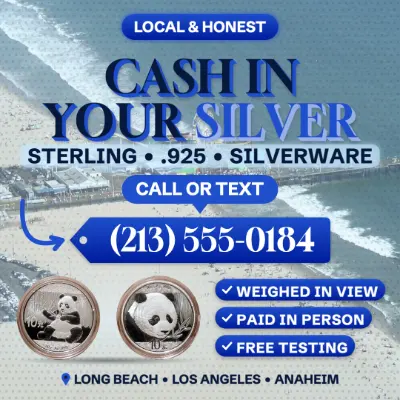 LOCAL & HONEST
CASH IN
YOUR SILVER
STERLING • .925 • SILVERWARE
CALL OR TEXT
(213) 555-0184
WEIGHED IN VIEW
PAID IN PERSON
FREE TESTING
LONG BEACH • LOS ANGELES • ANAHEIM